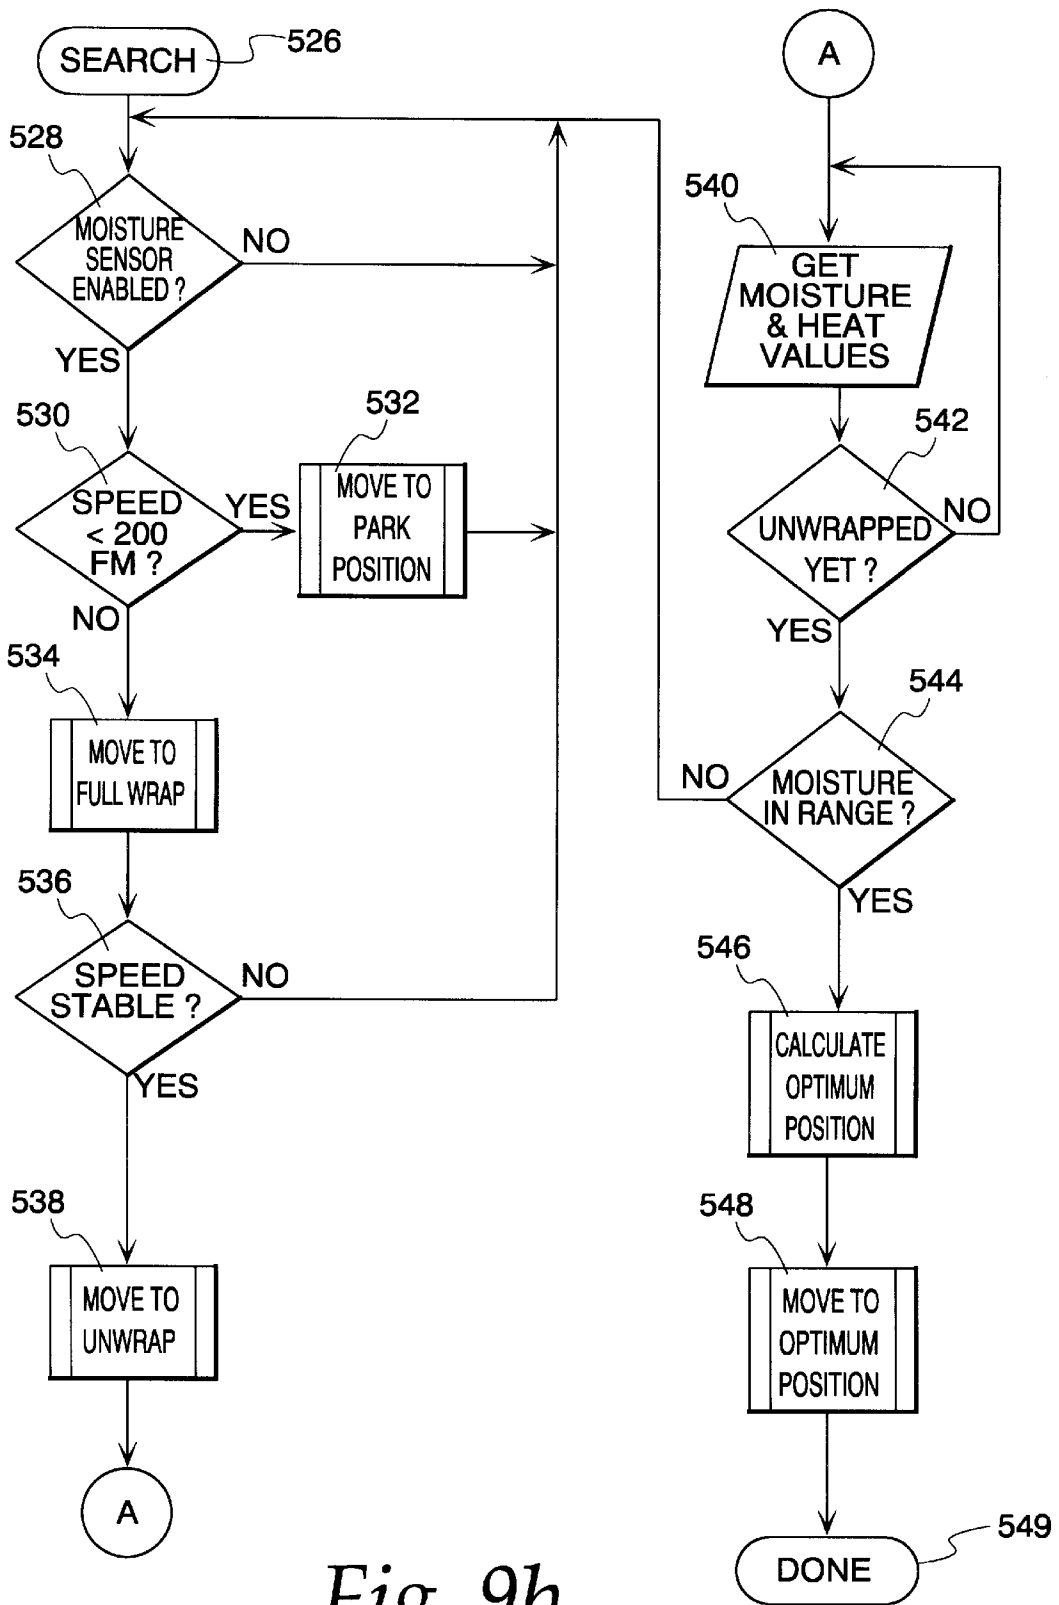 SEARCH
526
528
MOISTURE
SENSOR
ENABLED ?
NO
YES
530
SPEED
< 200
FM ?
YES
NO
532
MOVE TO
PARK
POSITION
534
MOVE TO
FULL WRAP
536
SPEED
STABLE ?
NO
YES
538
MOVE TO
UNWRAP
A
A
540
GET
MOISTURE
& HEAT
VALUES
542
UNWRAPPED
YET ?
NO
YES
544
MOISTURE
IN RANGE ?
NO
YES
546
CALCULATE
OPTIMUM
POSITION
548
MOVE TO
OPTIMUM
POSITION
DONE
549
Fig. 9b